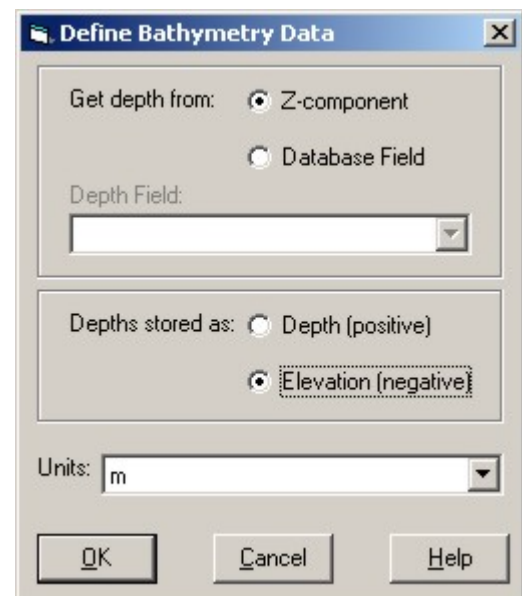 Define Bathymetry Data
Get depth from: Z-component
Database Field
Depth Field:
Depths stored as: Depth (positive)
Elevation (negative)
Units: m
OK Cancel Help